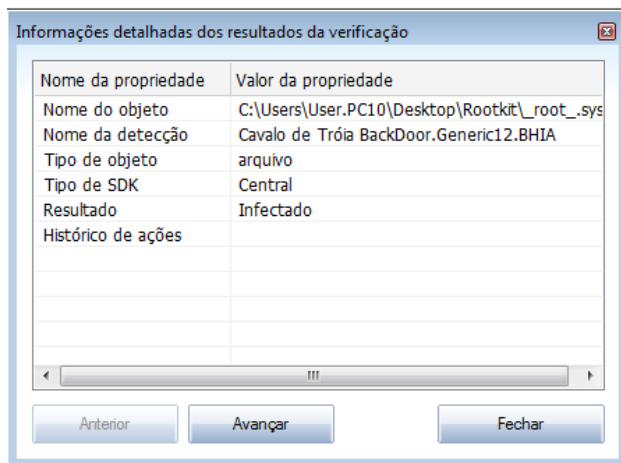 Informações detalhadas dos resultados da verificação
Nome da propriedade Valor da propriedade
Nome do objeto C:\Users\User.PC10\Desktop\Rootkit\_root_.sys
Nome da detecção Cavalo de Tróia BackDoor.Generic12.BHIA
Tipo de objeto arquivo
Tipo de SDK Central
Resultado Infectado
Histórico de ações
Anterior Avançar Fechar